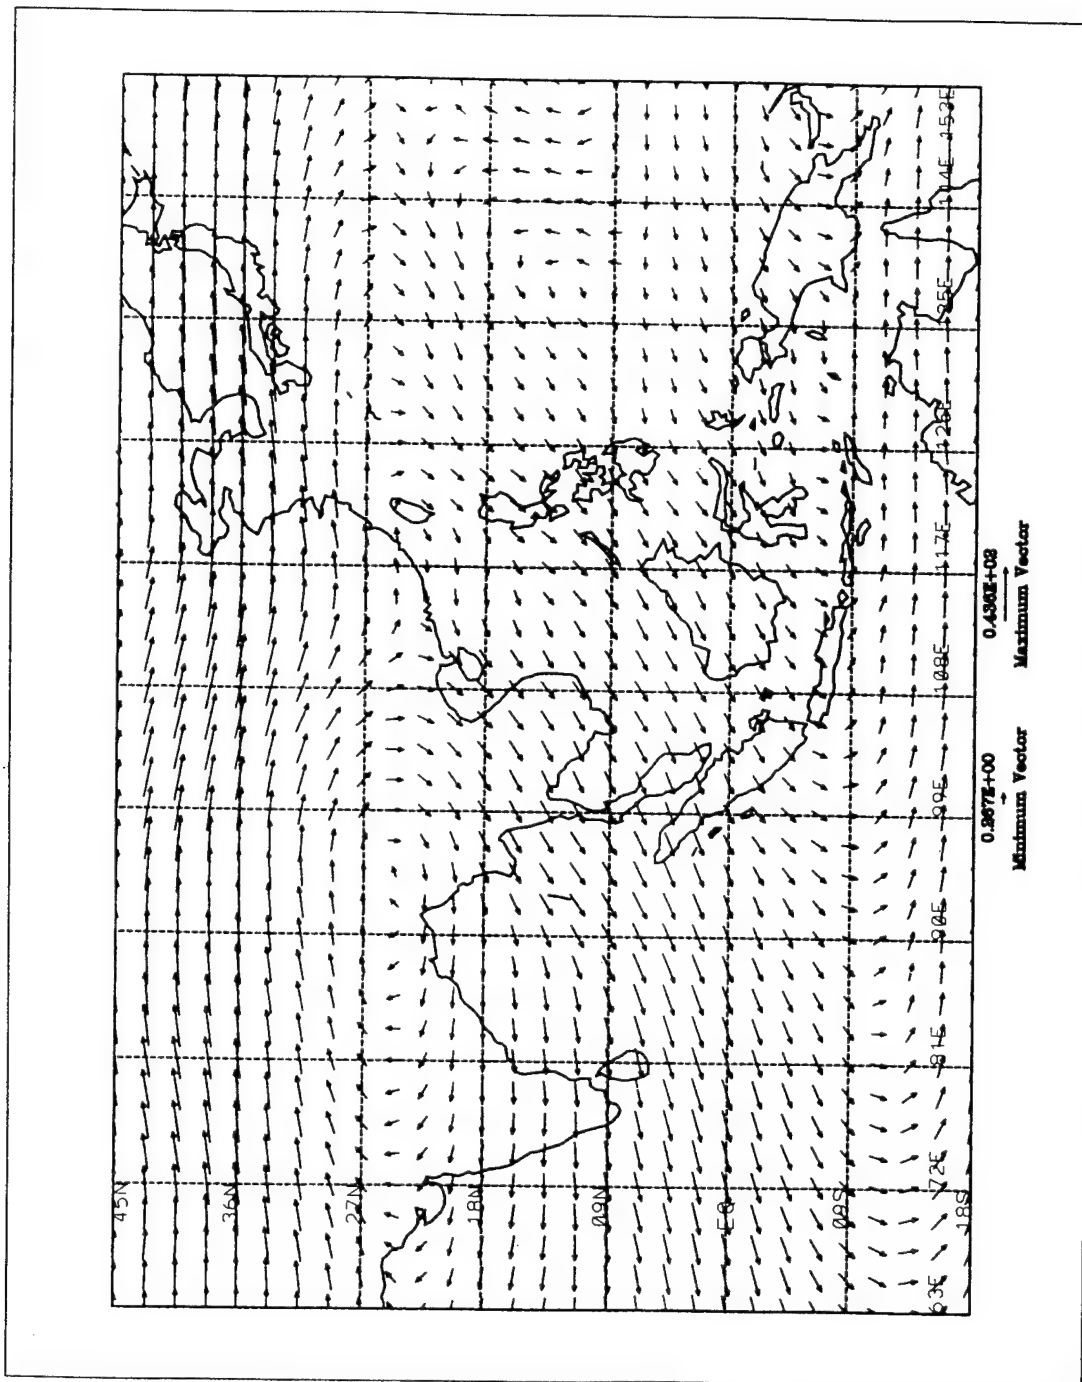 45N
36N
27N
18N
09N
EQ
09S
18S
63E
72E
81E
90E
99E
108E
117E
126E
135E
144E
153E
0.267E+00
Minimum Vector
0.436E+02
Maximum Vector